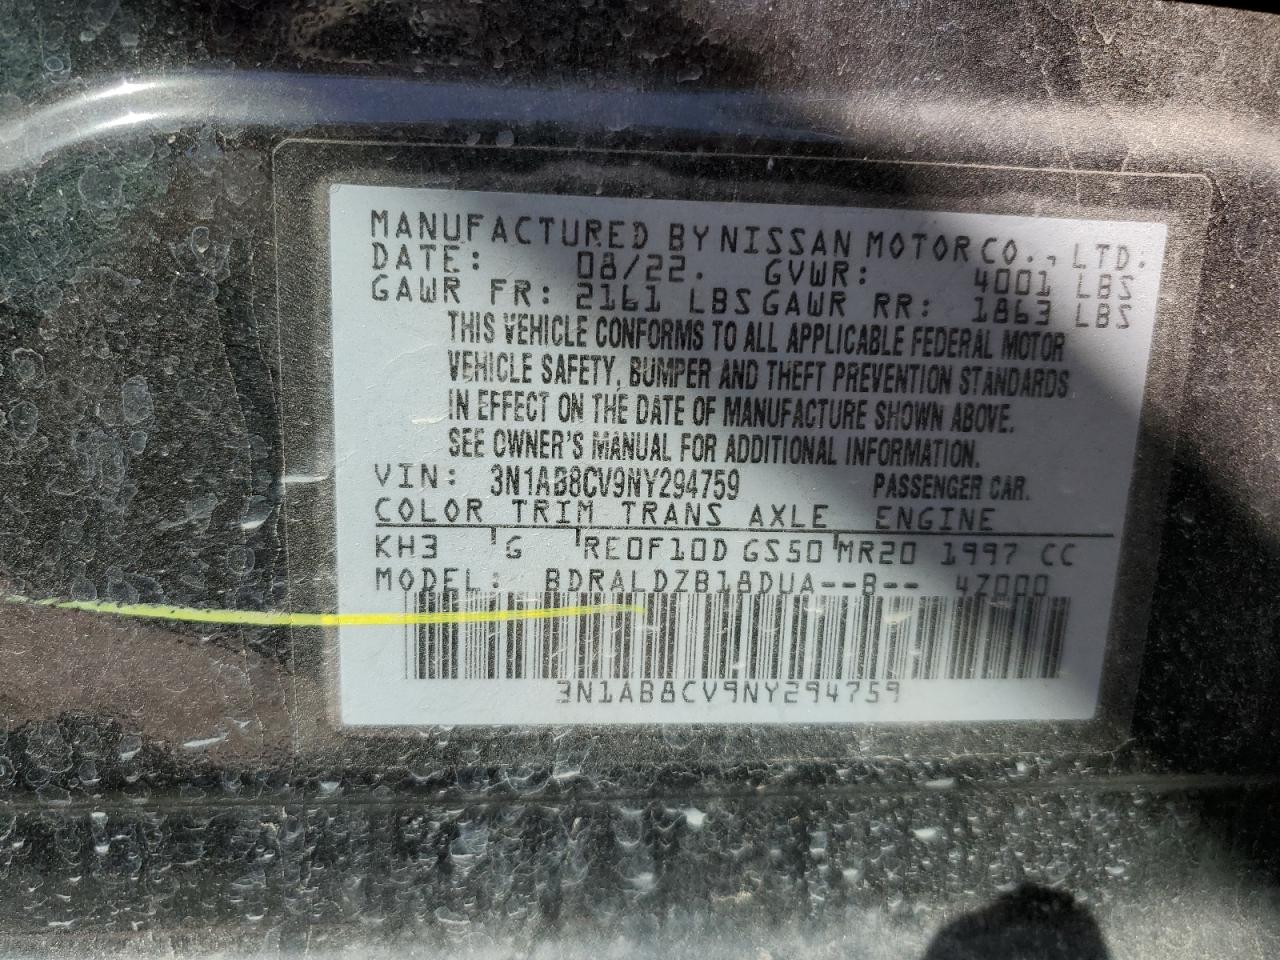 MANUFACTURED BY NISSAN MOTOR CO., LTD.
DATE: 08/22. GVWR: 4001 LBS
GAWR FR: 2161 LBS GAWR RR: 1863 LBS
THIS VEHICLE CONFORMS TO ALL APPLICABLE FEDERAL MOTOR
VEHICLE SAFETY, BUMPER AND THEFT PREVENTION STANDARDS
IN EFFECT ON THE DATE OF MANUFACTURE SHOWN ABOVE.
SEE OWNER'S MANUAL FOR ADDITIONAL INFORMATION.
VIN: 3N1AB8CV9NY294759 PASSENGER CAR.
COLOR TRIM TRANS AXLE ENGINE
KH3 G RE0F10D GS50 MR20 1997 CC
MODEL: BDRALDZB18DUA--B-- 4Z000
3N1AB8CV9NY294759